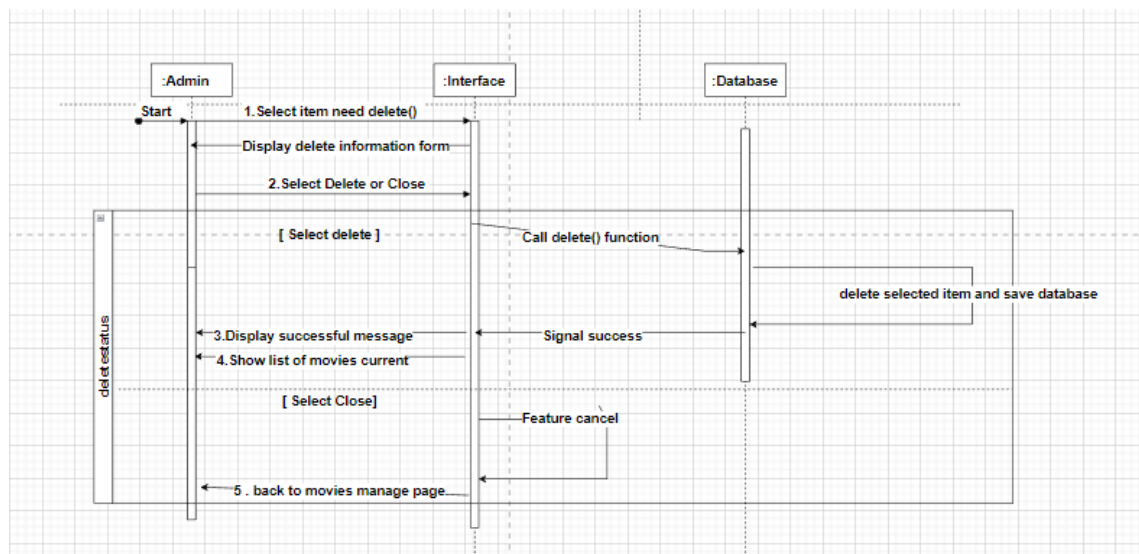 :Admin
:Interface
:Database
Start
1.Select item need delete()
Display delete information form
2.Select Delete or Close
[ Select delete ]
Call delete() function
delete selected item and save database
3.Display successful message
Signal success
4.Show list of movies current
deletestatus
[ Select Close]
Feature cancel
5 . back to movies manage page